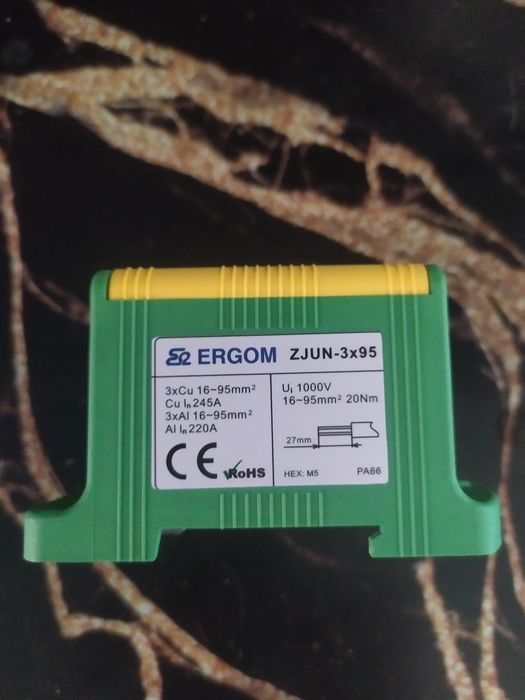 ERGOM ZJUN-3x95
3xCu 16~95mm²
Cu Iₙ 245A
3xAl 16~95mm²
Al Iₙ 220A
CE RoHS
Uᵢ 1000V
16~95mm² 20Nm
27mm
HEX: M5 PA66